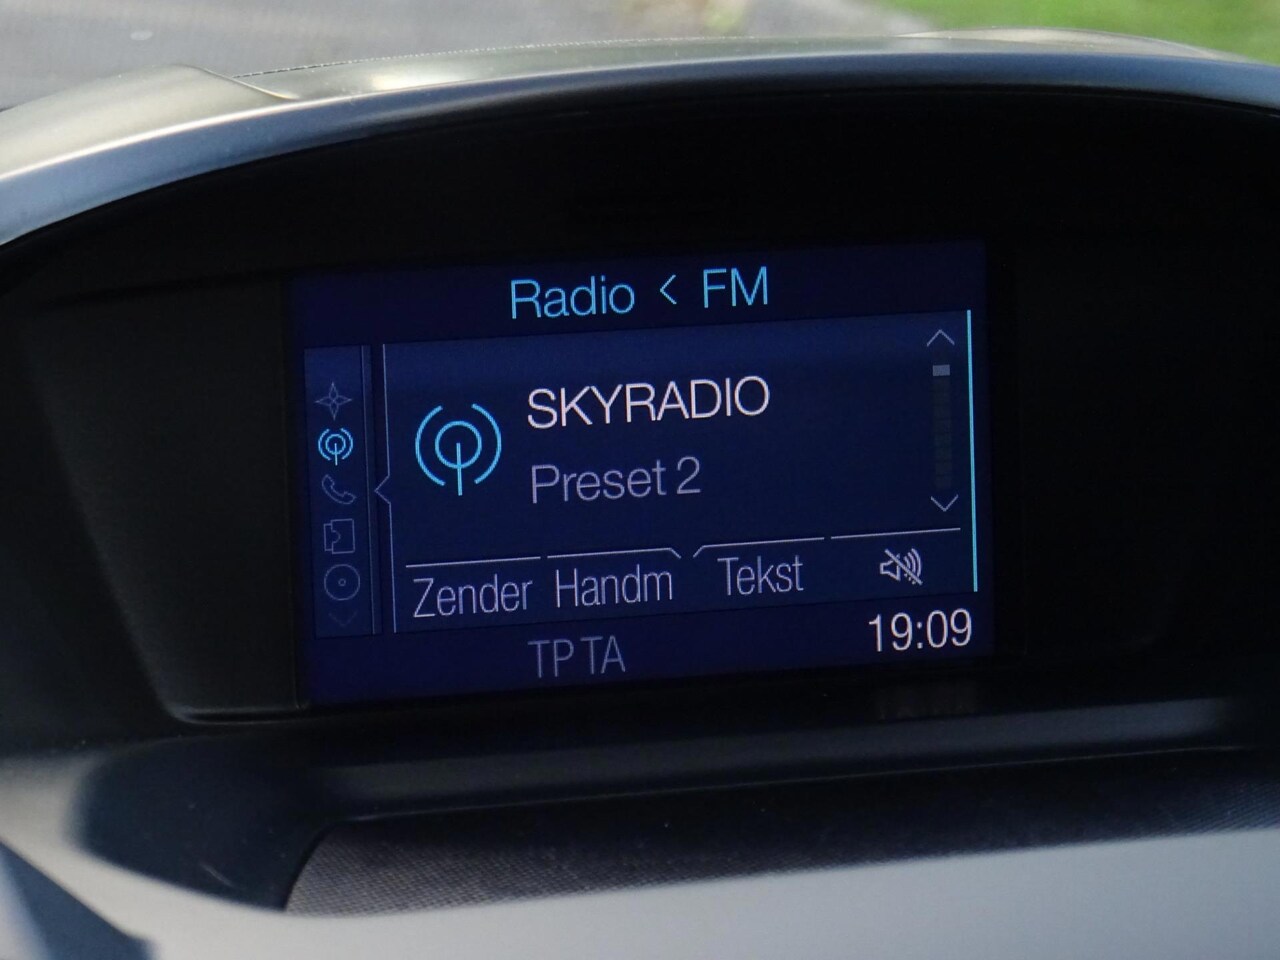 Radio < FM
SKYRADIO
Preset 2
Zender Handm Tekst
TP TA 19:09